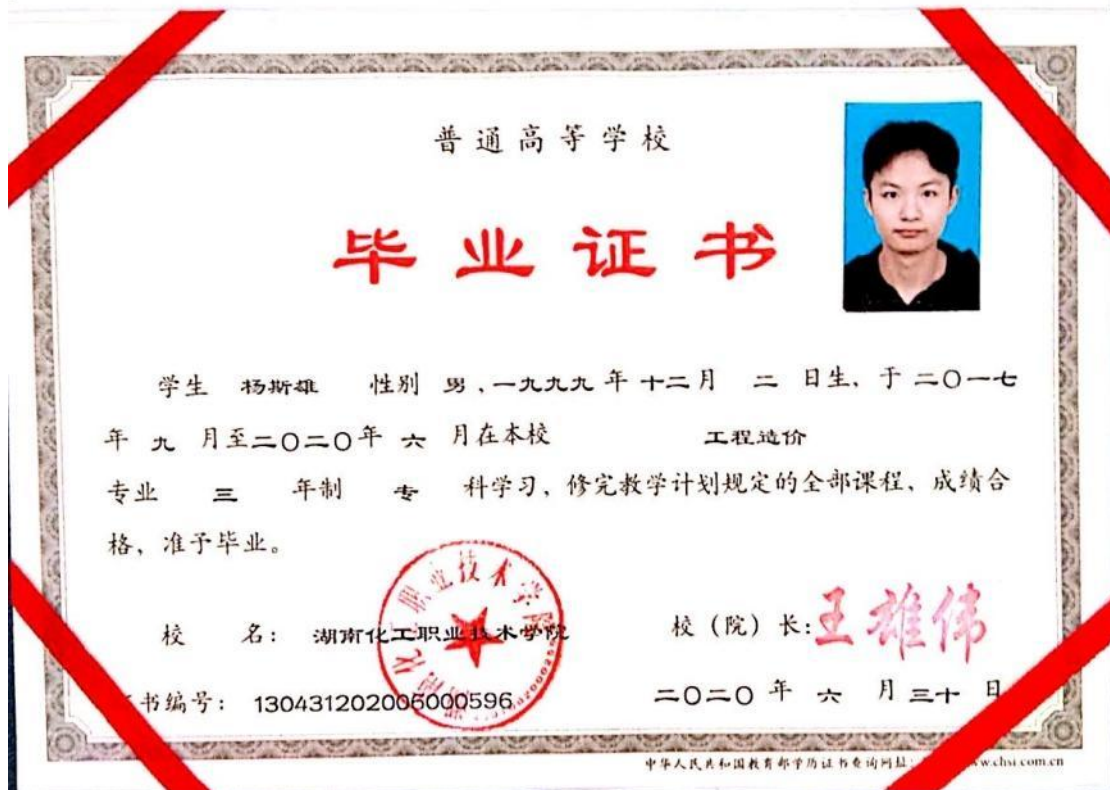 普通高等学校
毕业证书
学生 杨斯雄 性别 男，一九九九 年 十二 月 二 日生、于 二〇一七
年 九 月至 二〇二〇 年 六 月在本校 工程造价
专业 三 年制 专 科学习、修完教学计划规定的全部课程、成绩合
格、准予毕业。
校 名： 湖南化工职业技术学院
校（院）长：王雄伟
书编号： 130431202006000596
二〇二〇 年 六 月 三十 日
中华人民共和国教育部学历证书查询网址：
w.chsi.com.cn